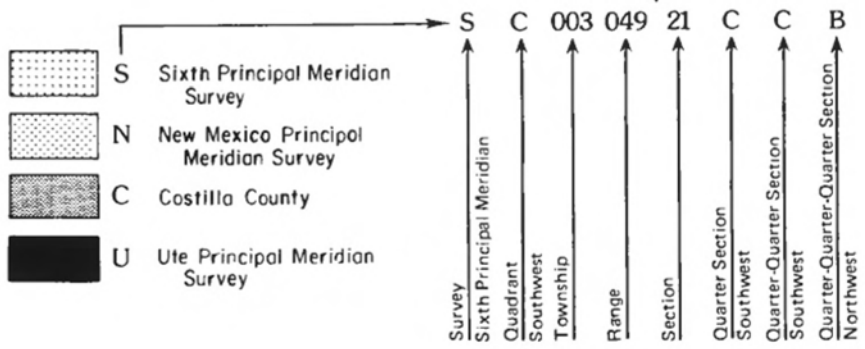 S C 003 049 21 C C B
S Sixth Principal Meridian
Survey
N New Mexico Principal
Meridian Survey
C Costilla County
U Ute Principal Meridian
Survey
Survey
Sixth Principal Meridian
Quadrant
Southwest
Township
Range
Section
Quarter Section
Southwest
Quarter-Quarter Section
Southwest
Quarter-Quarter-Quarter Section
Northwest